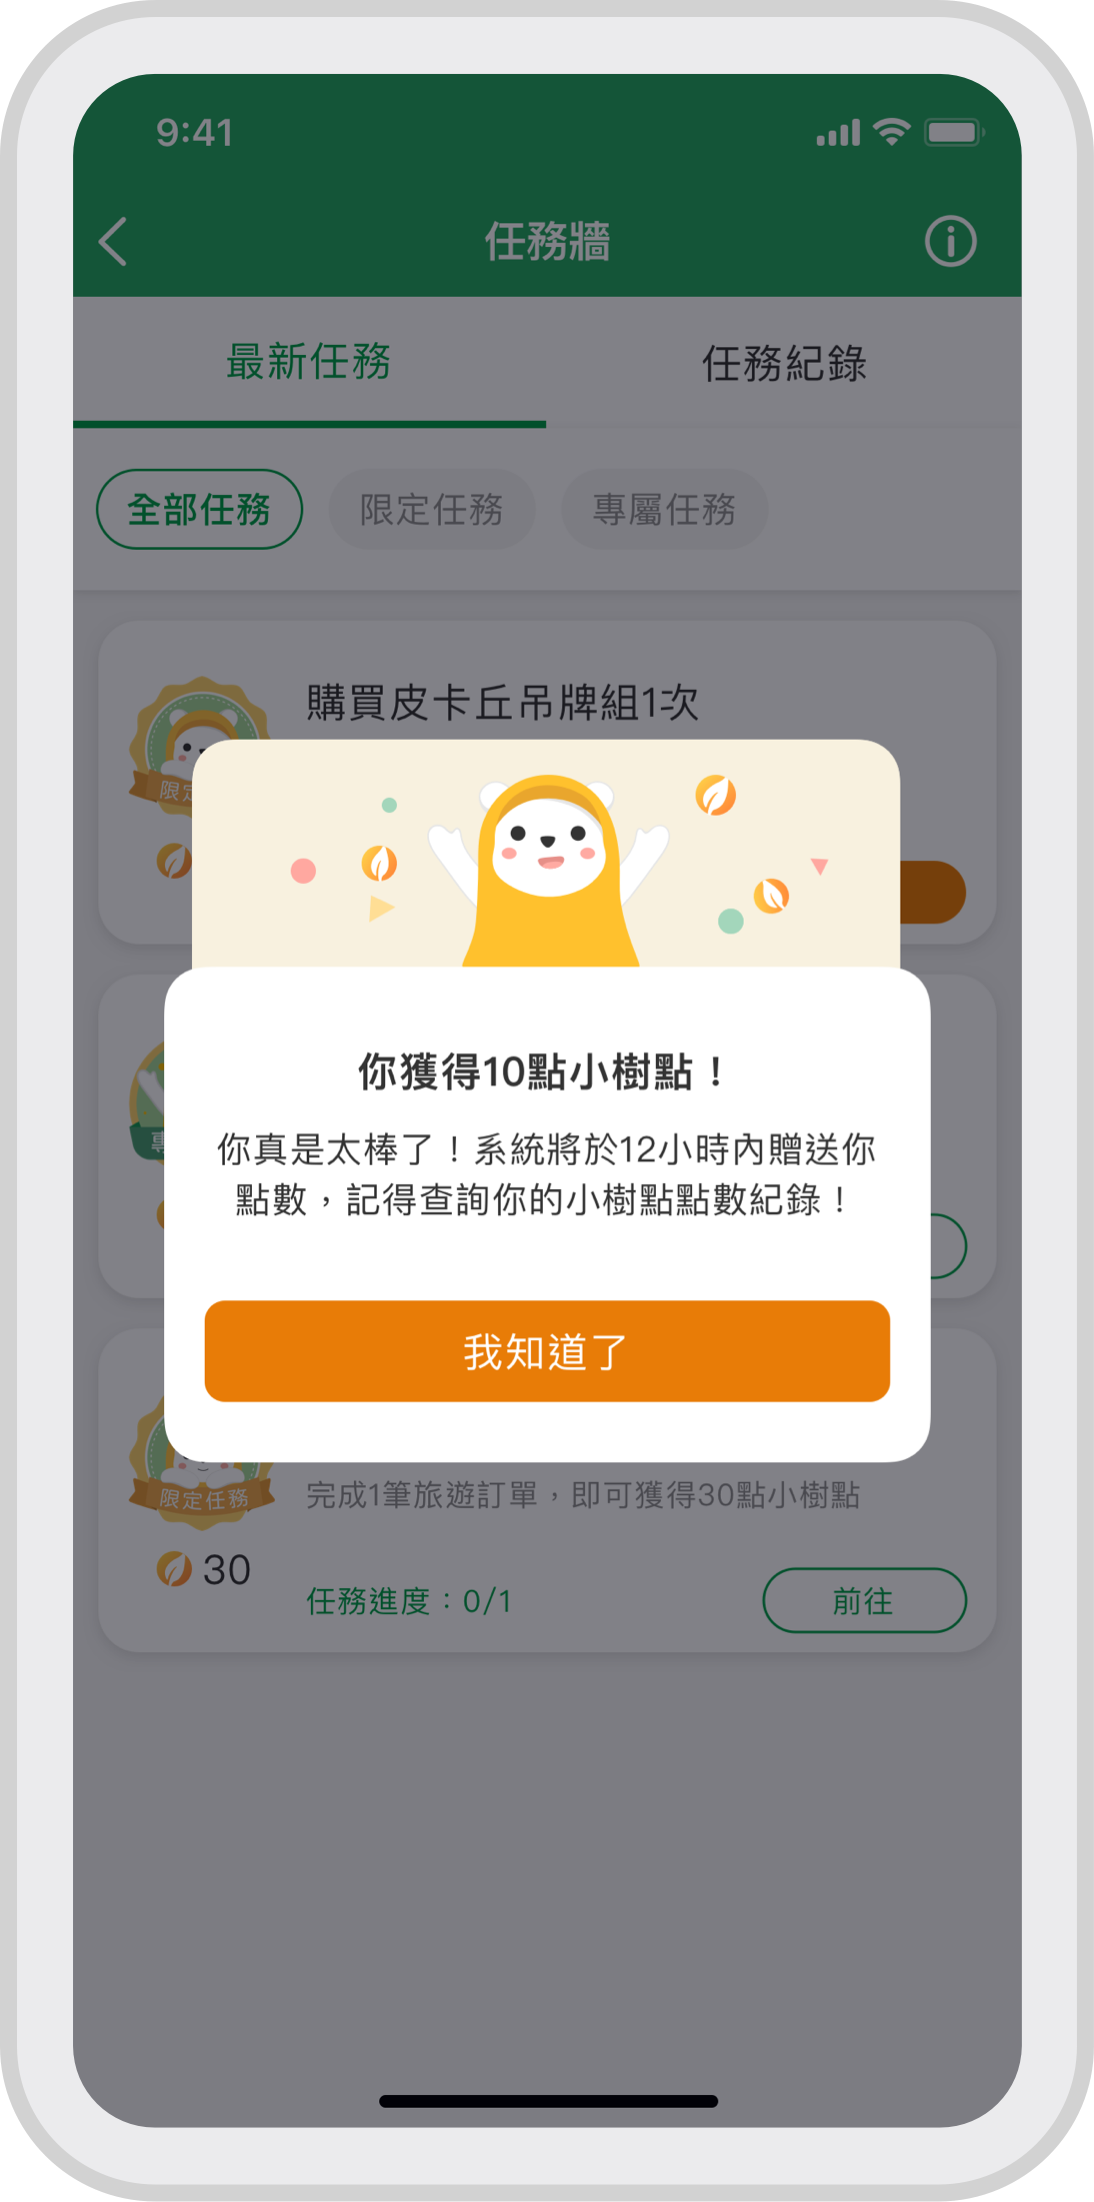 9:41
任務牆
最新任務
任務紀錄
全部任務
限定任務
專屬任務
購買皮卡丘吊牌組1次
限定
你獲得10點小樹點！
你真是太棒了！系統將於12小時內贈送你
點數，記得查詢你的小樹點點數紀錄！
我知道了
限定任務
完成1筆旅遊訂單，即可獲得30點小樹點
30
任務進度：0/1
前往